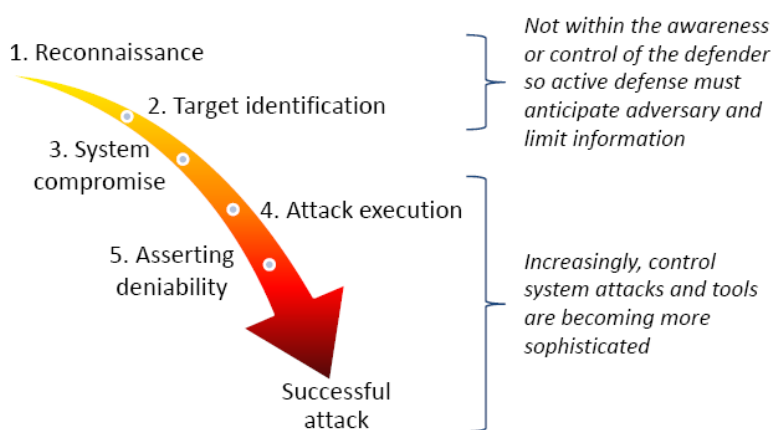 1. Reconnaissance
2. Target identification
3. System
compromise
4. Attack execution
5. Asserting
deniability
Successful
attack
Not within the awareness
or control of the defender
so active defense must
anticipate adversary and
limit information
Increasingly, control
system attacks and tools
are becoming more
sophisticated